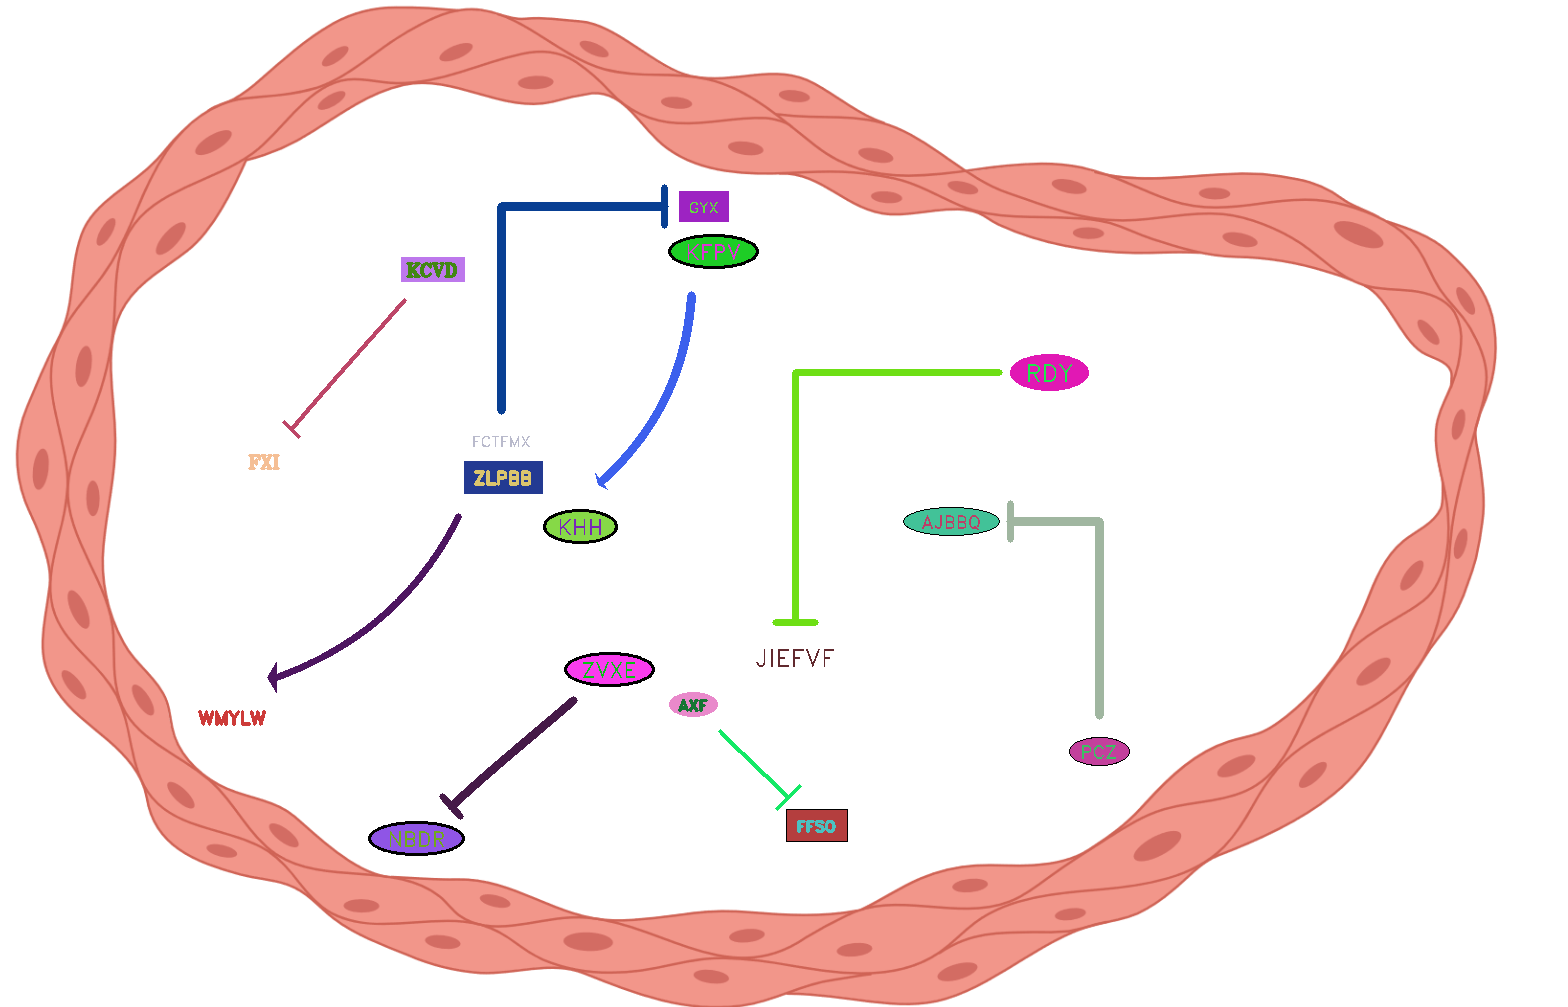 GYX
KFPV
KCVD
RDY
FCTFMX
FXI
ZLPBB
AJBBQ
KHH
JIEFVF
ZVXE
AXF
WMYLW
PCZ
FFSO
NBDR